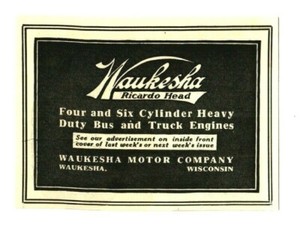 Waukesha
Ricardo Head
Four and Six Cylinder Heavy
Duty Bus and Truck Engines
See our advertisement on inside front
cover of last week's or next week's issue
WAUKESHA MOTOR COMPANY
WAUKESHA, WISCONSIN